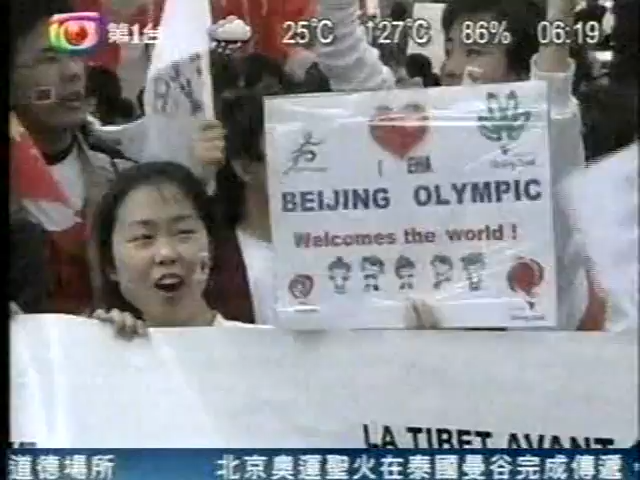 第1台
25℃ ↑27℃ 86% 06:19
BEIJING OLYMPIC
Welcomes the world !
LA TIBET AVANT
道德場所 北京奧運聖火在泰國曼谷完成傳遞,